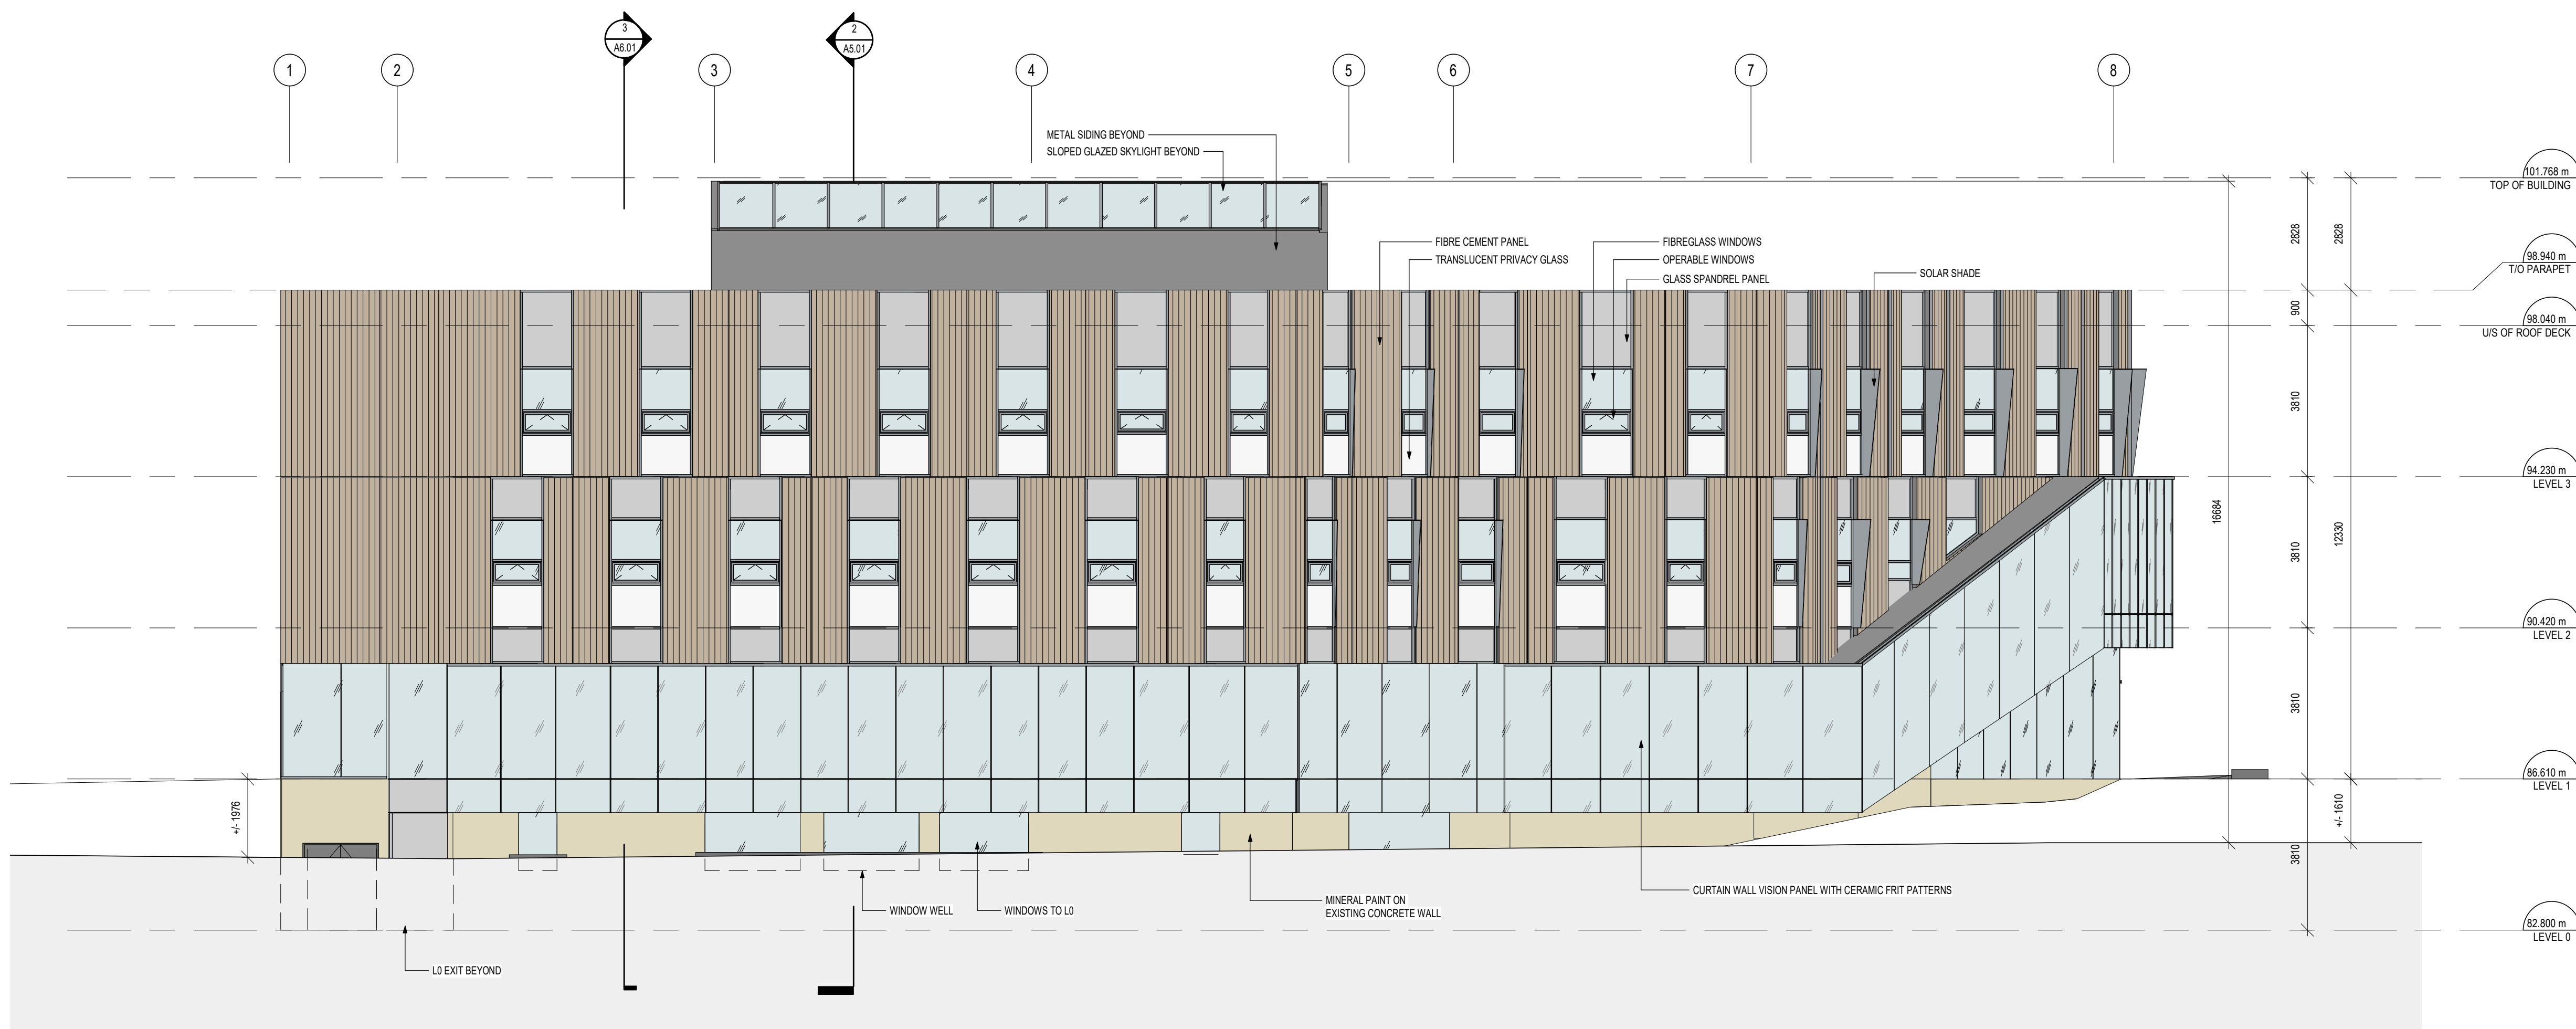 3
A6.01
2
A5.01
1
2
3
4
5
6
7
8
METAL SIDING BEYOND
SLOPED GLAZED SKYLIGHT BEYOND
101.768 m
TOP OF BUILDING
FIBRE CEMENT PANEL
TRANSLUCENT PRIVACY GLASS
FIBREGLASS WINDOWS
OPERABLE WINDOWS
GLASS SPANDREL PANEL
SOLAR SHADE
2828
2828
98.940 m
T/O PARAPET
900
98.040 m
U/S OF ROOF DECK
3810
94.230 m
LEVEL 3
16684
3810
12330
90.420 m
LEVEL 2
3810
86.610 m
LEVEL 1
+/- 1976
+/- 1610
3810
CURTAIN WALL VISION PANEL WITH CERAMIC FRIT PATTERNS
MINERAL PAINT ON
EXISTING CONCRETE WALL
WINDOW WELL
WINDOWS TO L0
82.800 m
LEVEL 0
L0 EXIT BEYOND